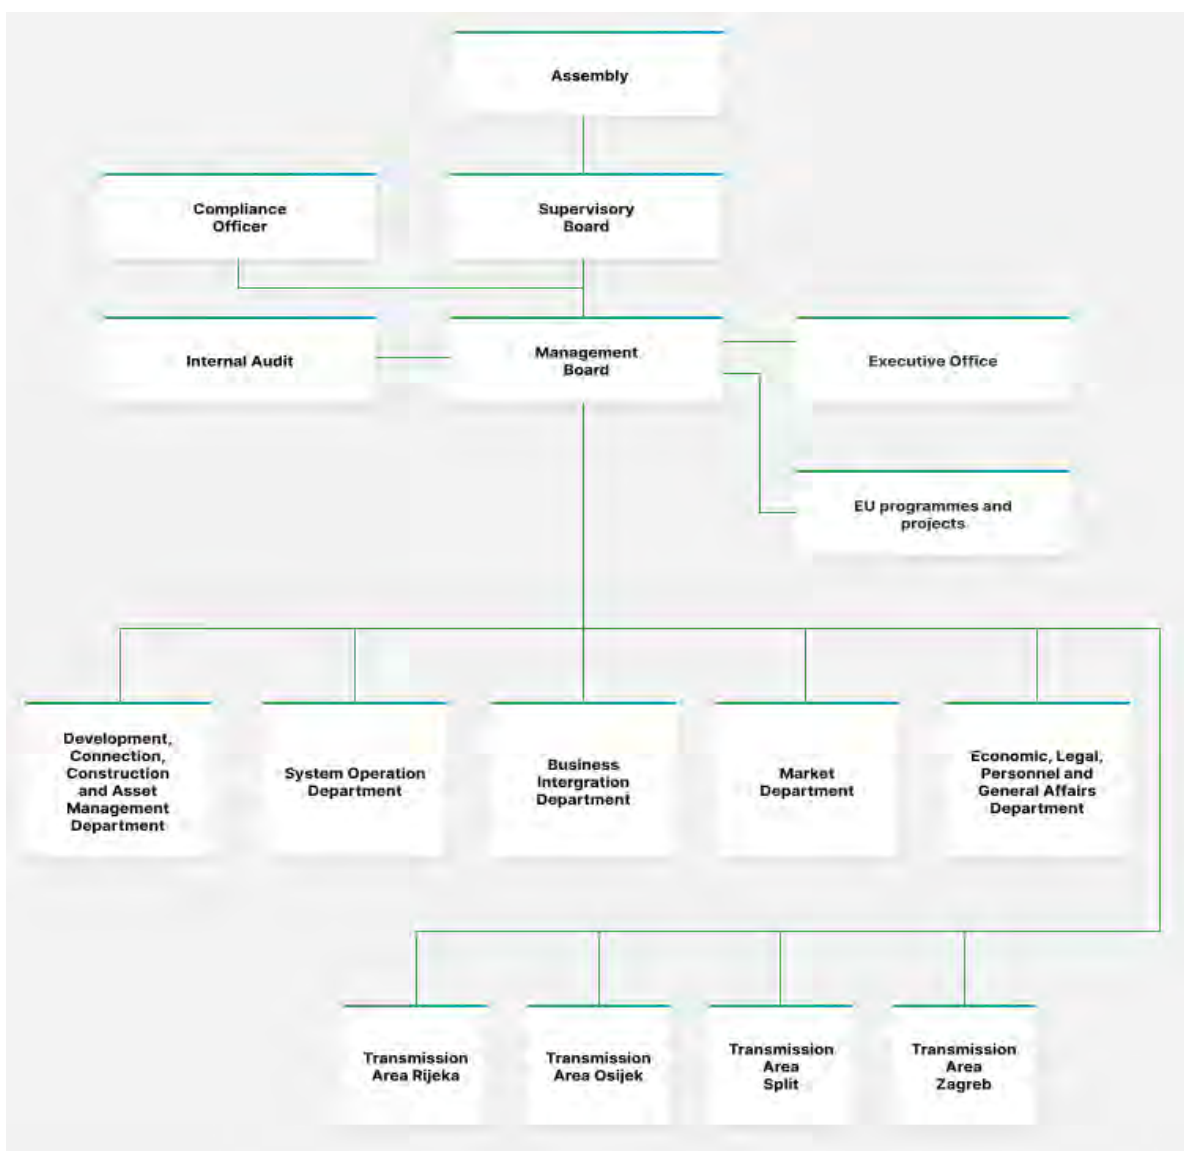 Assembly
Compliance
Officer
Supervisory
Board
Internal Audit
Management
Board
Executive Office
EU programmes and
projects
Development,
Connection,
Construction
and Asset
Management
Department
System Operation
Department
Business
Intergration
Department
Market
Department
Economic, Legal,
Personnel and
General Affairs
Department
Transmission
Area Rijeka
Transmission
Area Osijek
Transmission
Area
Split
Transmission
Area
Zagreb